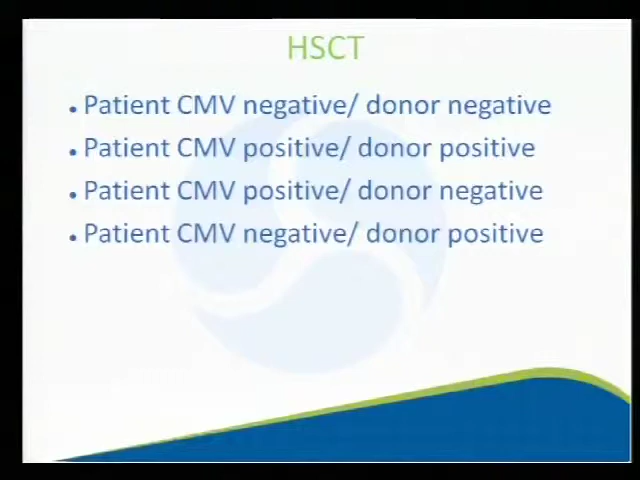 HSCT
• Patient CMV negative/ donor negative
• Patient CMV positive/ donor positive
• Patient CMV positive/ donor negative
• Patient CMV negative/ donor positive